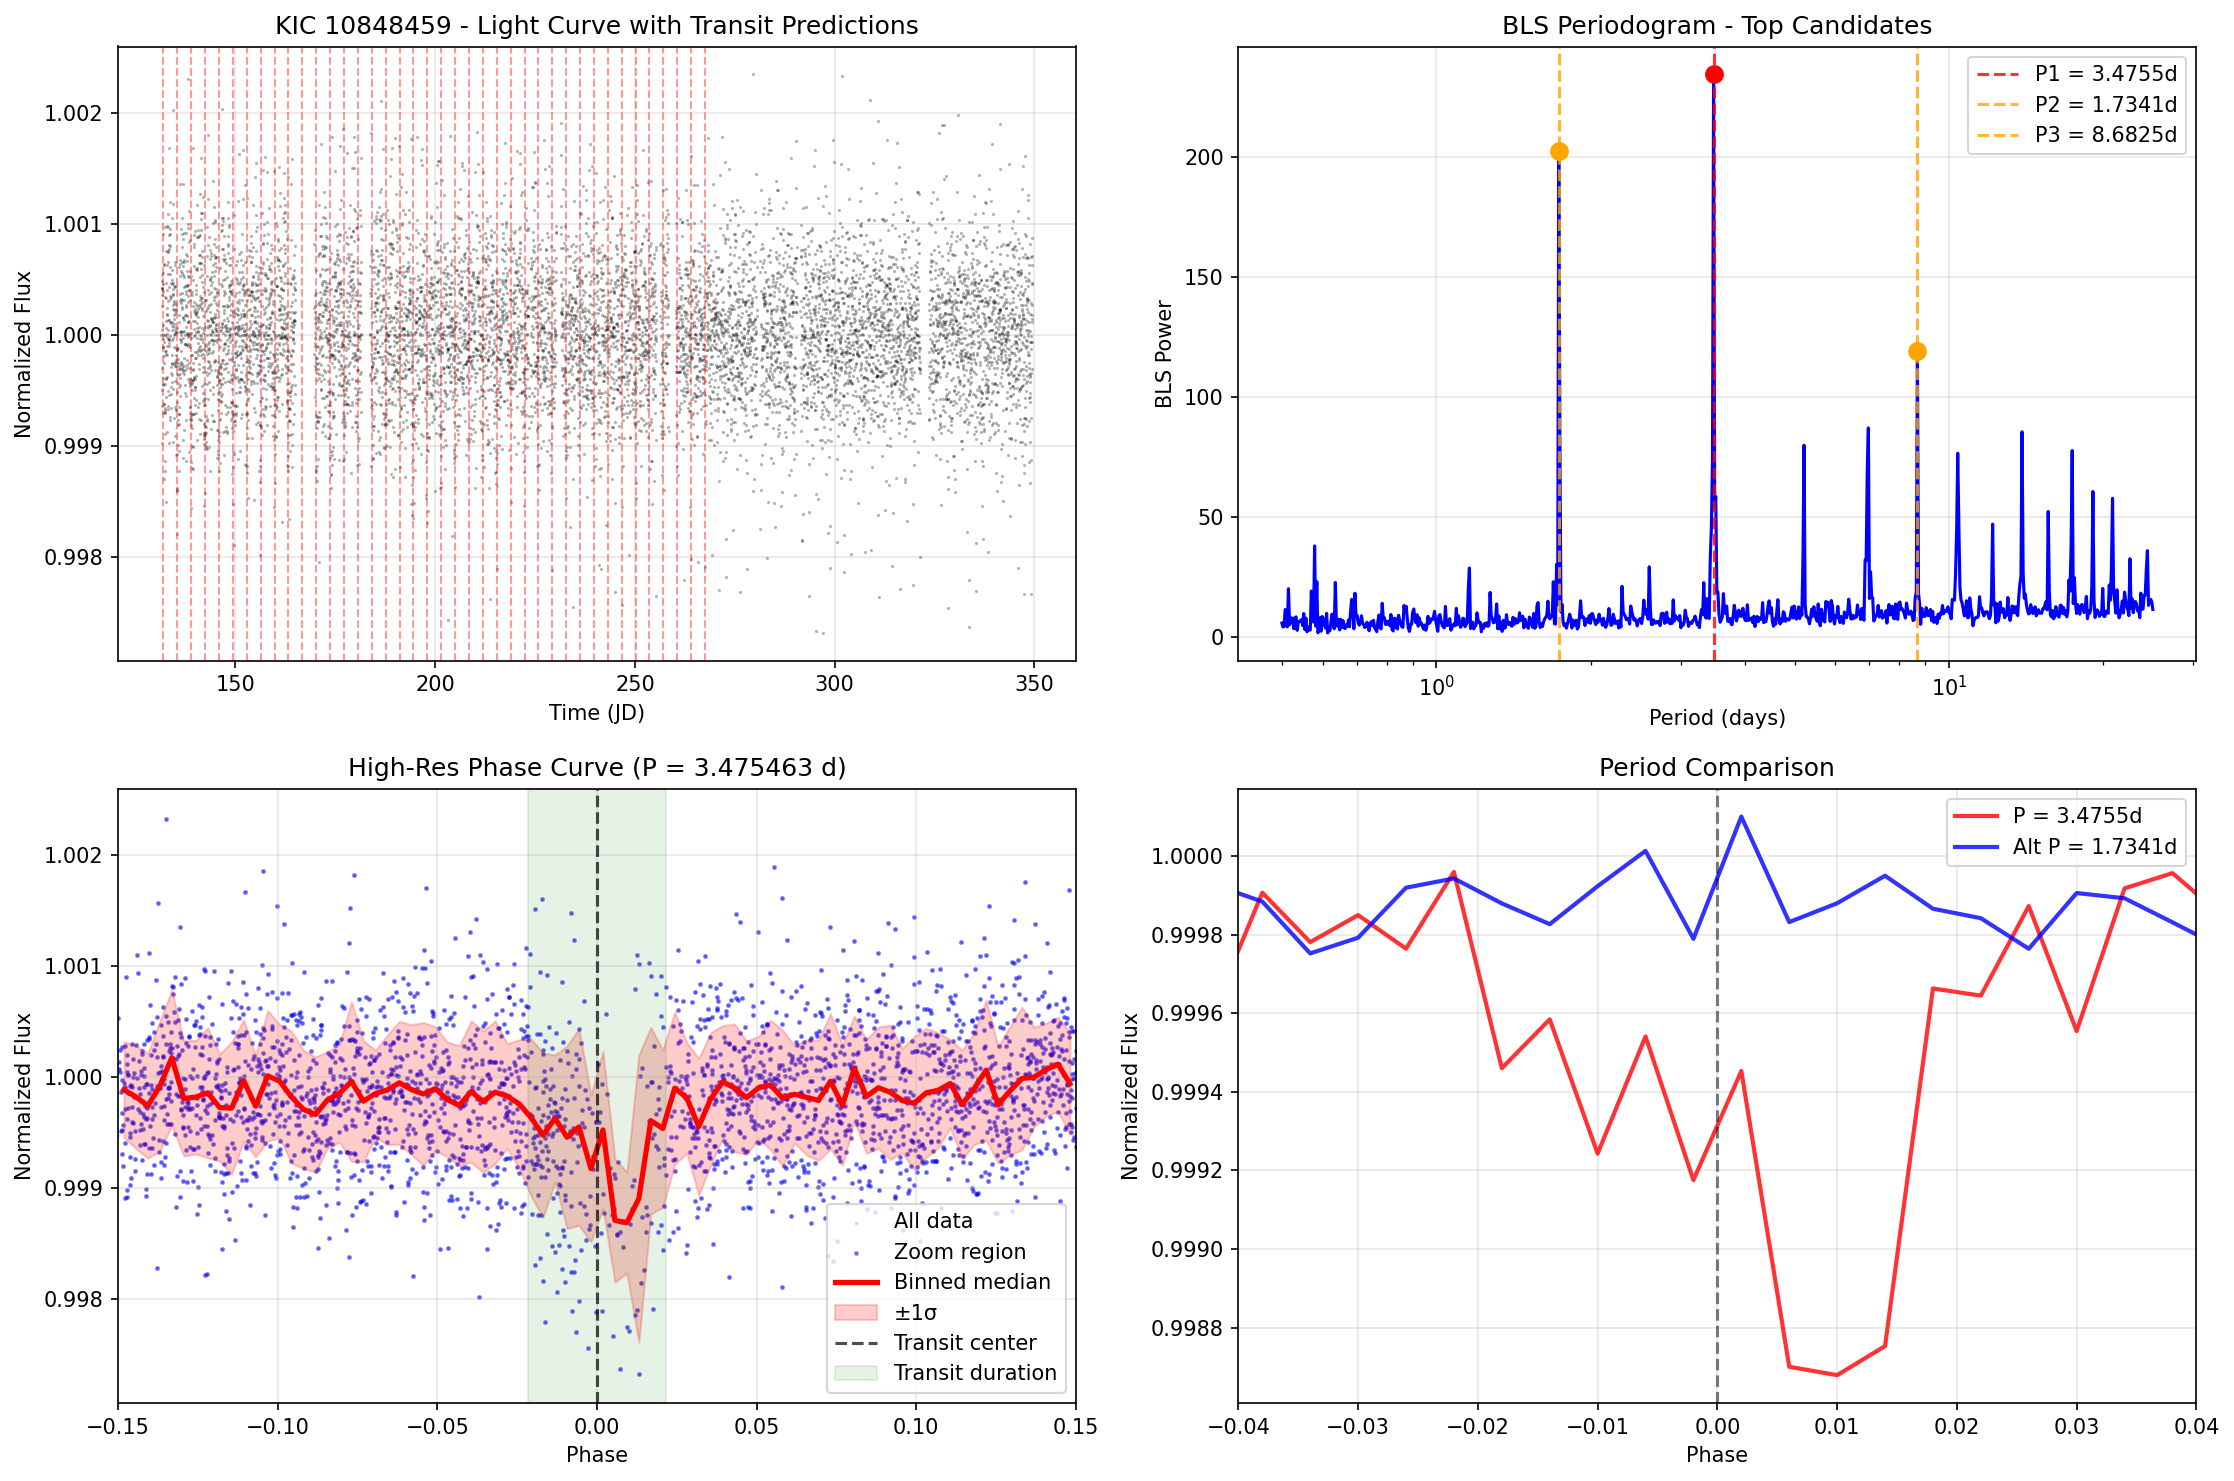 KIC 10848459 - Light Curve with Transit Predictions
Normalized Flux
1.002
1.001
1.000
0.999
0.998
150
200
250
300
350
Time (JD)
BLS Periodogram - Top Candidates
P1 = 3.4755d
P2 = 1.7341d
P3 = 8.6825d
BLS Power
200
150
100
50
0
10⁰
10¹
Period (days)
High-Res Phase Curve (P = 3.475463 d)
Normalized Flux
1.002
1.001
1.000
0.999
0.998
All data
Zoom region
Binned median
±1σ
Transit center
Transit duration
−0.15
−0.10
−0.05
0.00
0.05
0.10
0.15
Phase
Period Comparison
P = 3.4755d
Alt P = 1.7341d
Normalized Flux
1.0000
0.9998
0.9996
0.9994
0.9992
0.9990
0.9988
−0.04
−0.03
−0.02
−0.01
0.00
0.01
0.02
0.03
0.04
Phase